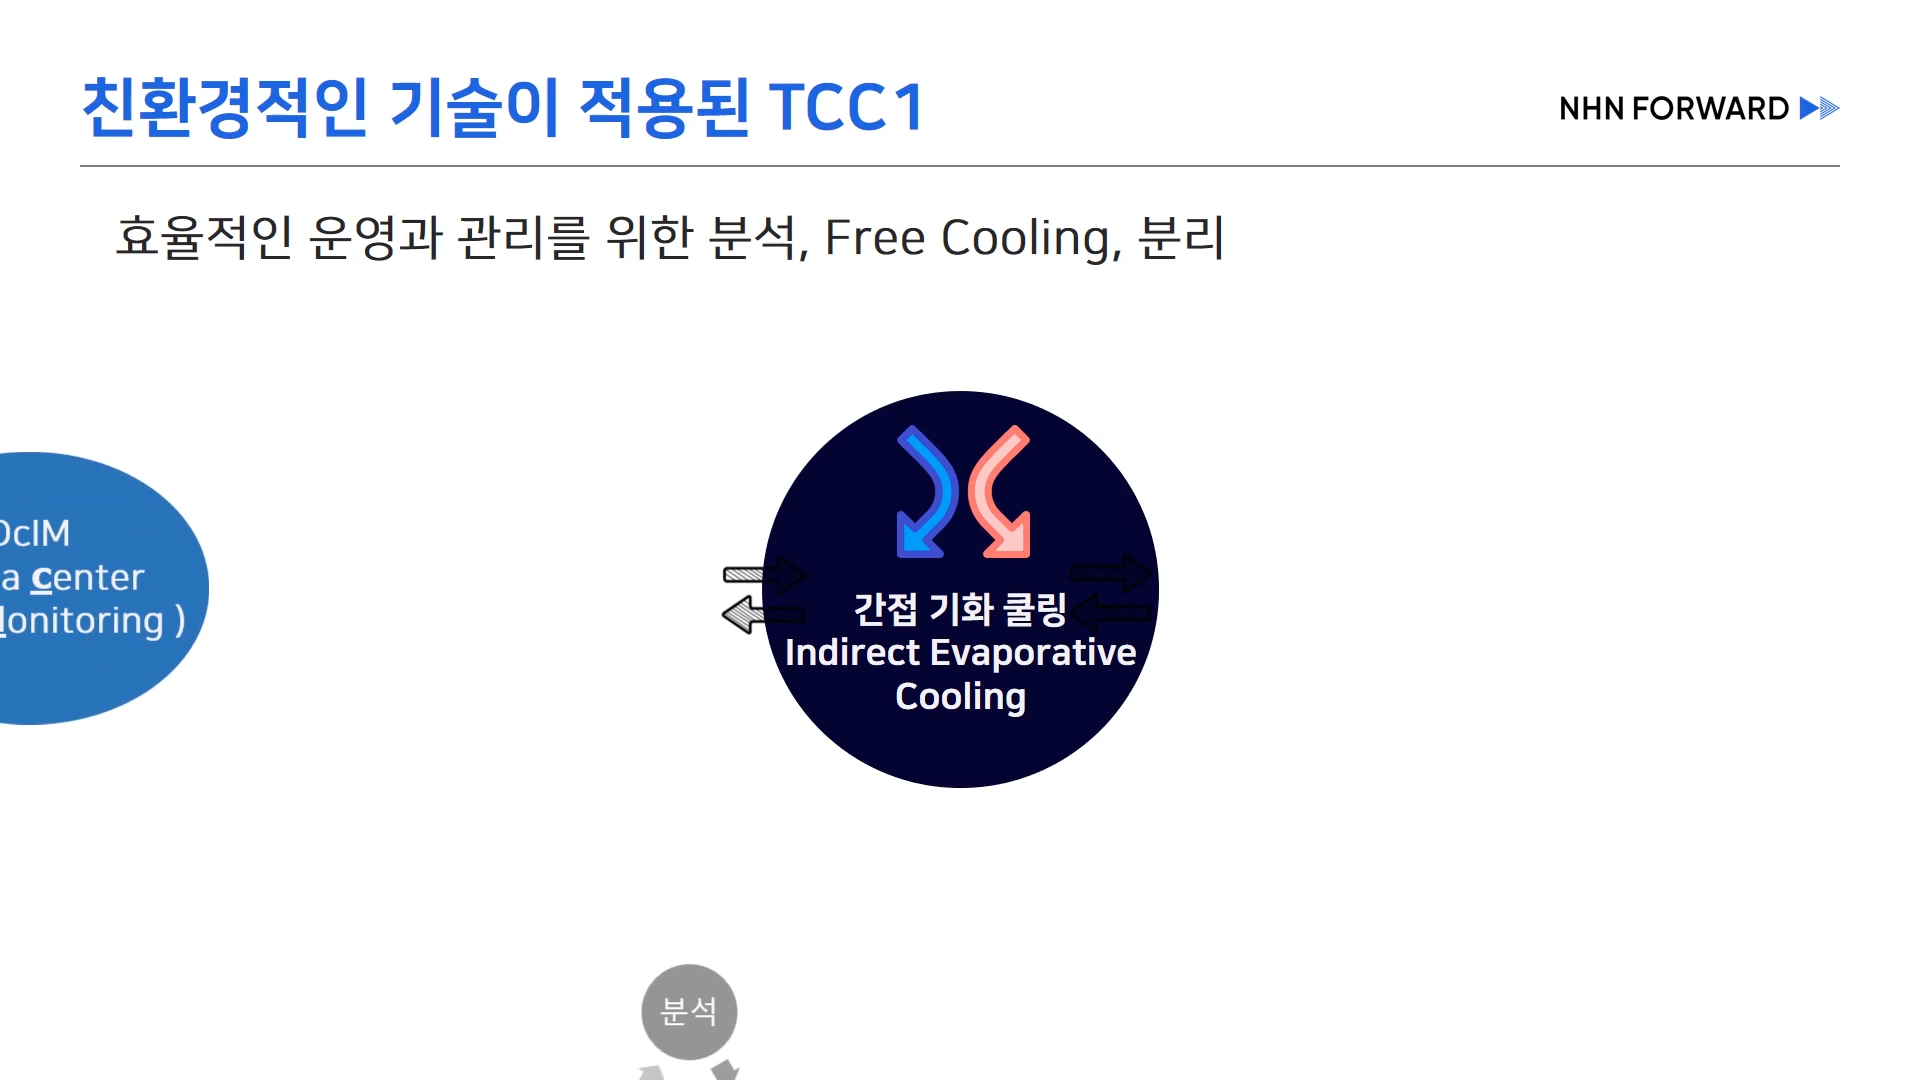 친환경적인 기술이 적용된 TCC1
NHN FORWARD
효율적인 운영과 관리를 위한 분석, Free Cooling, 분리
DcIM
a center
onitoring )
간접 기화 쿨링
Indirect Evaporative
Cooling
분석